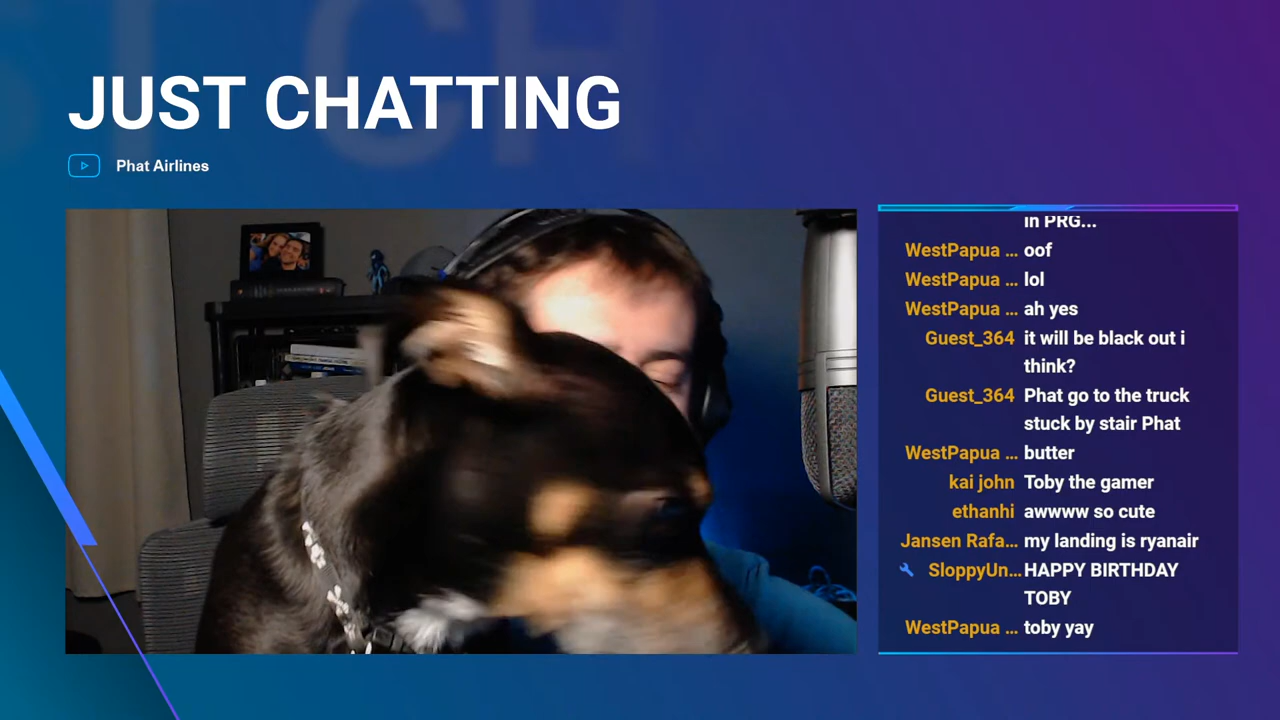 JUST CHATTING
Phat Airlines
in PRG...
WestPapua ... oof
WestPapua ... lol
WestPapua ... ah yes
Guest_364 it will be black out i
think?
Guest_364 Phat go to the truck
stuck by stair Phat
WestPapua ... butter
kai john Toby the gamer
ethanhi awwww so cute
Jansen Rafa... my landing is ryanair
SloppyUn... HAPPY BIRTHDAY
TOBY
WestPapua ... toby yay